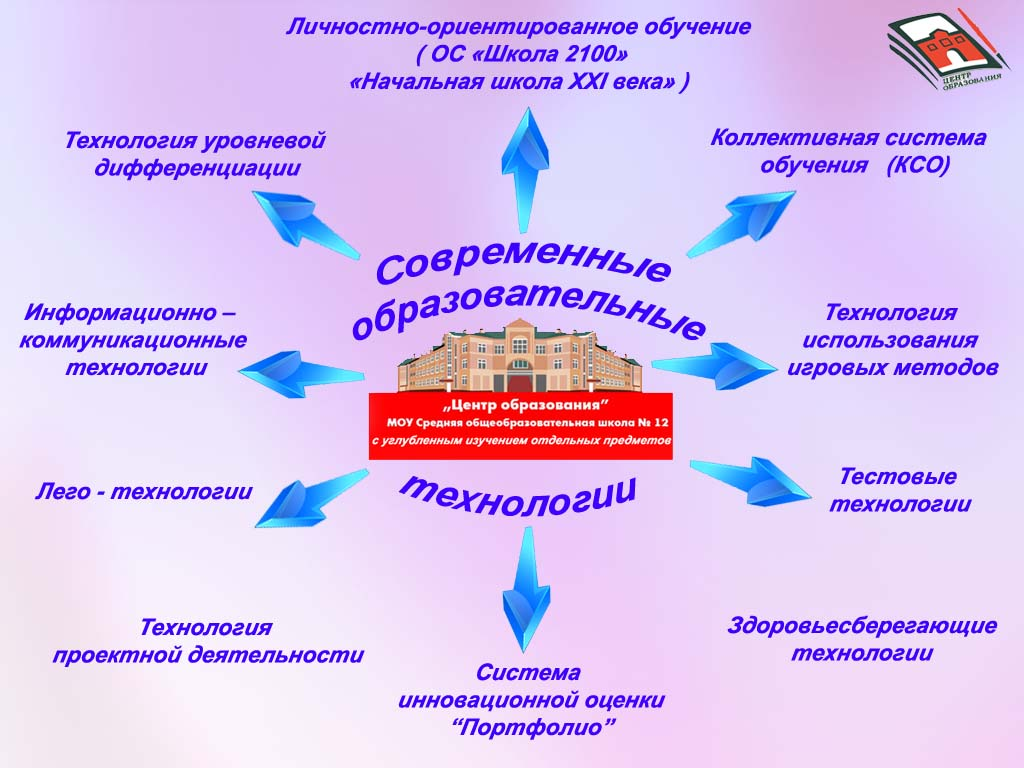 Личностно-ориентированное обучение
( ОС «Школа 2100»
«Начальная школа XXI века» )
ЦЕНТР
ОБРАЗОВАНИЯ
Технология уровневой
дифференциации
Коллективная система
обучения (КСО)
Современные
образовательные
Информационно –
коммуникационные
технологии
Технология
использования
игровых методов
„Центр образования”
МОУ Средняя общеобразовательная школа № 12
с углубленным изучением отдельных предметов
Лего - технологии
технологии
Тестовые
технологии
Технология
проектной деятельности
Система
инновационной оценки
“Портфолио”
Здоровьесберегающие
технологии